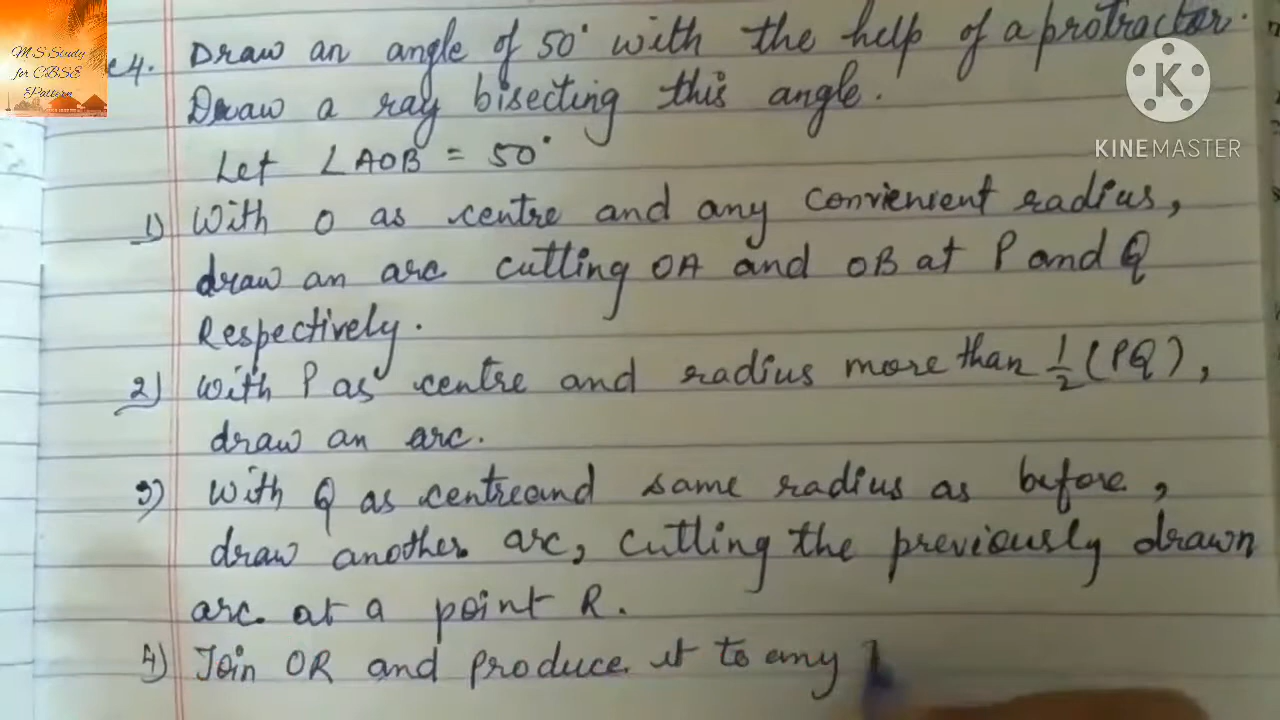 M.S Study
for CBSE
Pattern
4. Draw an angle of 50° with the help of a protractor.
Draw a ray bisecting this angle.
Let ∠AOB = 50°
1) With O as centre and any convienient radius,
draw an arc cutting OA and OB at P and Q
Respectively.
2) With P as centre and radius more than 1/2 (PQ),
draw an arc.
3) With Q as centre and same radius as before,
draw another arc, cutting the previously drawn
arc at a point R.
4) Join OR and produce it to any
K
KINEMASTER